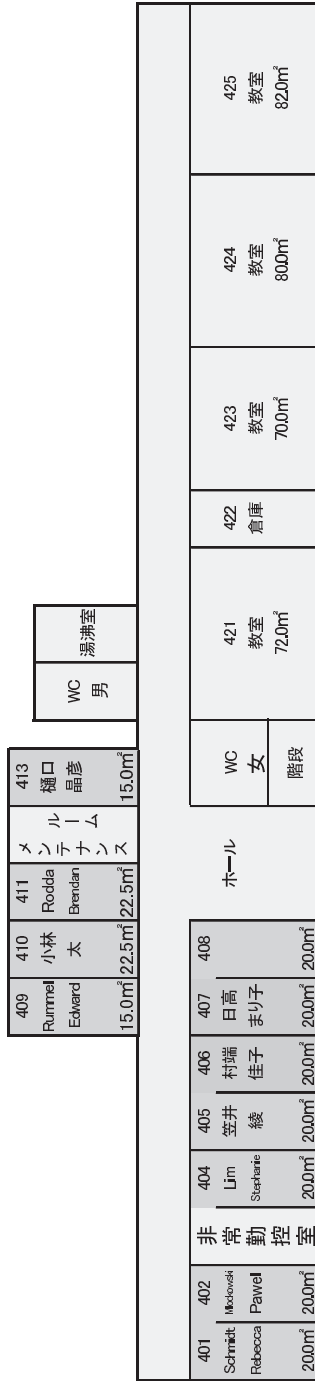 425
教室
82.0㎡
424
教室
80.0㎡
423
教室
70.0㎡
422
倉庫
421
教室
72.0㎡
湯沸室
WC
男
WC
女
階段
ホール
413
樋口
晶彦
15.0㎡
メンテナンス
ルーム
411
Rodda
Brendan
22.5㎡
410
小林
太
22.5㎡
409
Rummel
Edward
15.0㎡
408
20.0㎡
407
日高
まり子
20.0㎡
406
村端
佳子
20.0㎡
405
笠井
綾
20.0㎡
404
Lim
Stephanie
20.0㎡
非常勤控室
402
Pawel
20.0㎡
401
Schmidt
Rebecca
20.0㎡